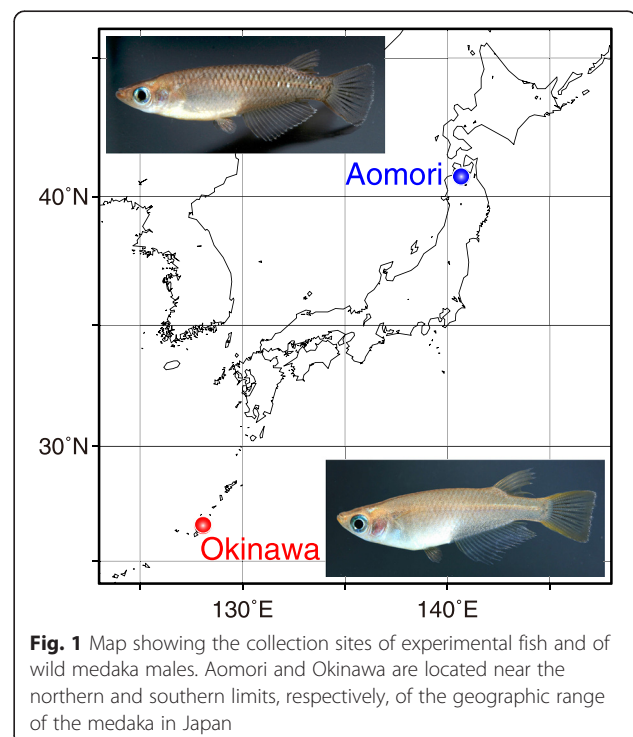 Aomori
40˚N
30˚N
Okinawa
130˚E 140˚E
Fig. 1 Map showing the collection sites of experimental fish and of
wild medaka males. Aomori and Okinawa are located near the
northern and southern limits, respectively, of the geographic range
of the medaka in Japan